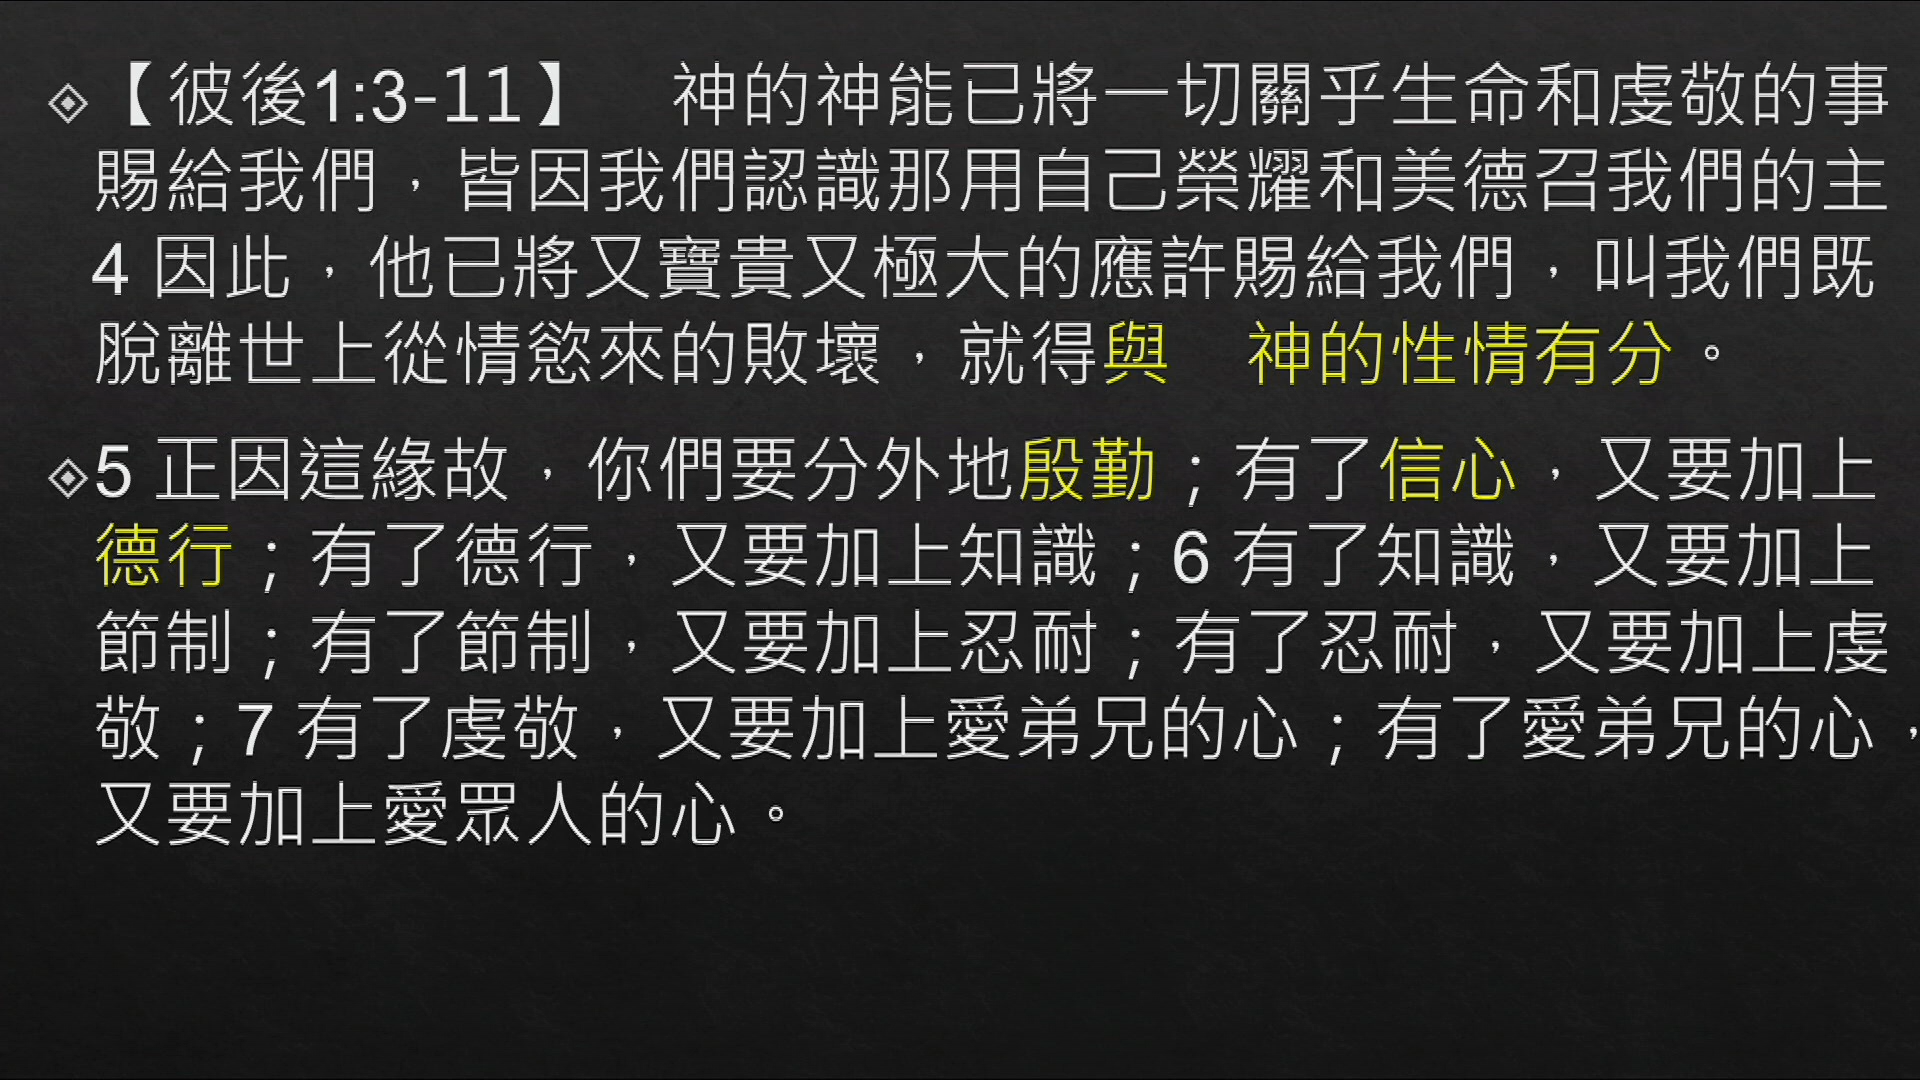 【彼後1:3-11】　神的神能已將一切關乎生命和虔敬的事
賜給我們，皆因我們認識那用自己榮耀和美德召我們的主
4 因此，他已將又寶貴又極大的應許賜給我們，叫我們既
脫離世上從情慾來的敗壞，就得與　神的性情有分。
5 正因這緣故，你們要分外地殷勤；有了信心，又要加上
德行；有了德行，又要加上知識；6 有了知識，又要加上
節制；有了節制，又要加上忍耐；有了忍耐，又要加上虔
敬；7 有了虔敬，又要加上愛弟兄的心；有了愛弟兄的心，
又要加上愛眾人的心。